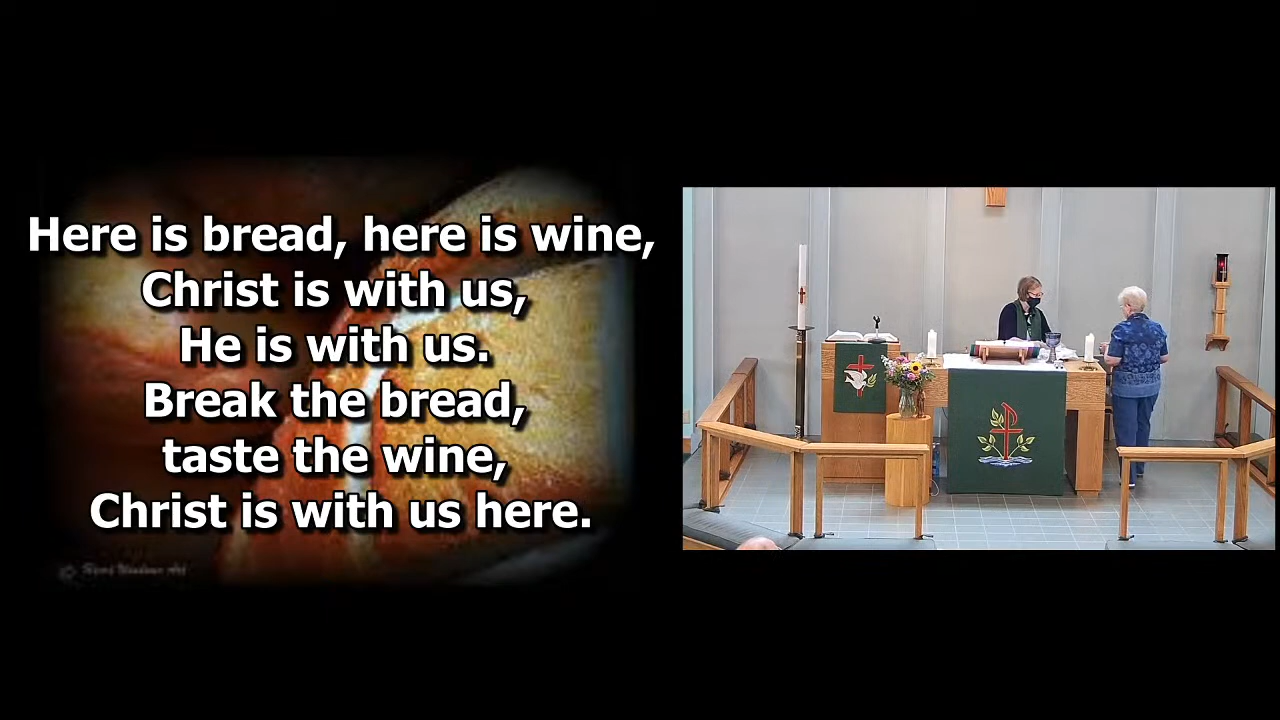 Here is bread, here is wine,
Christ is with us,
He is with us.
Break the bread,
taste the wine,
Christ is with us here.